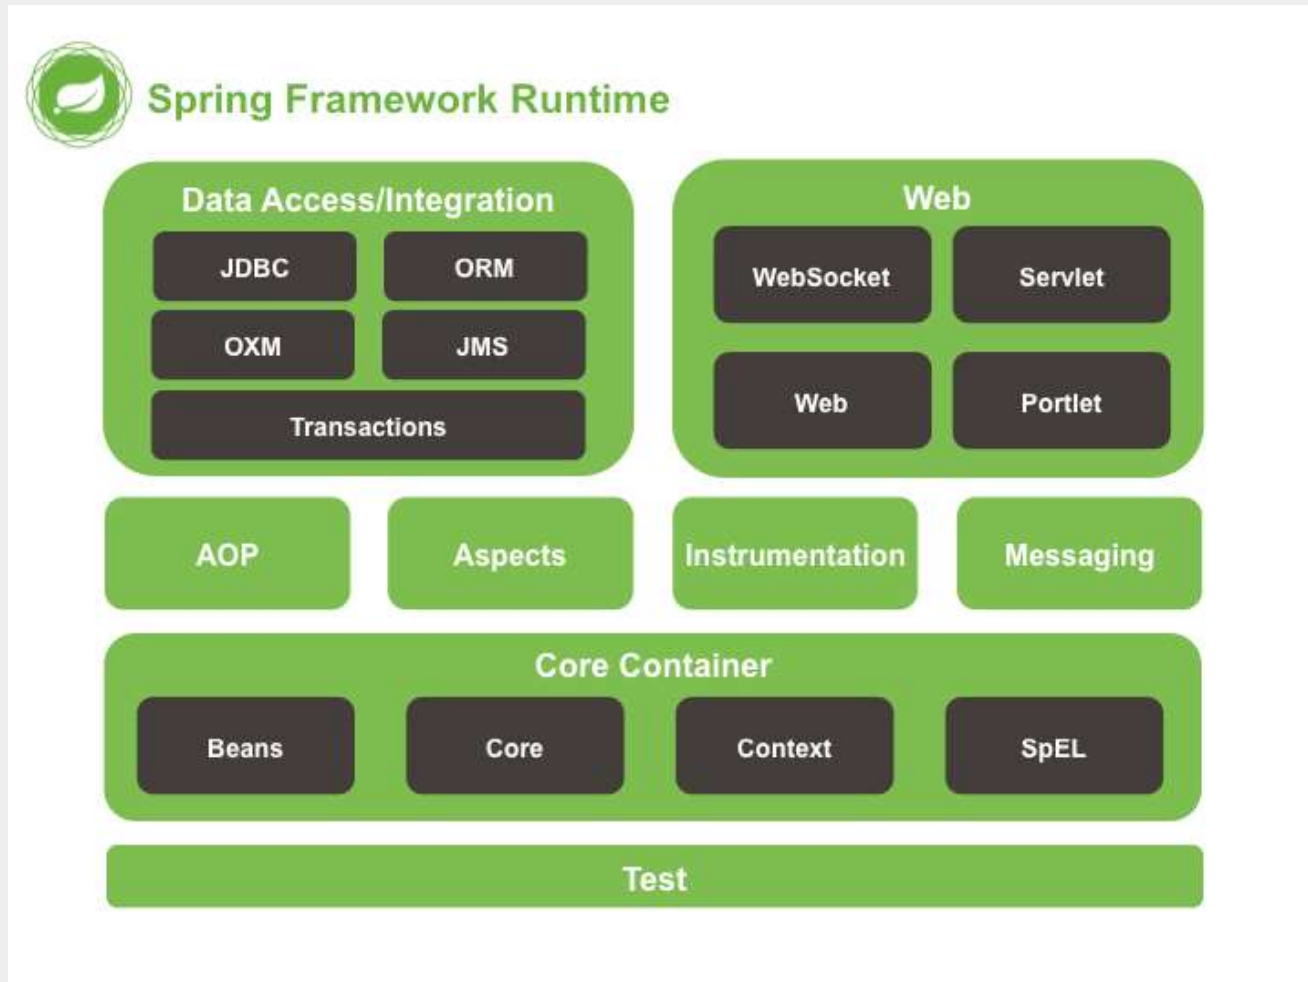 Spring Framework Runtime
Data Access/Integration
JDBC
ORM
OXM
JMS
Transactions
Web
WebSocket
Servlet
Web
Portlet
AOP
Aspects
Instrumentation
Messaging
Core Container
Beans
Core
Context
SpEL
Test